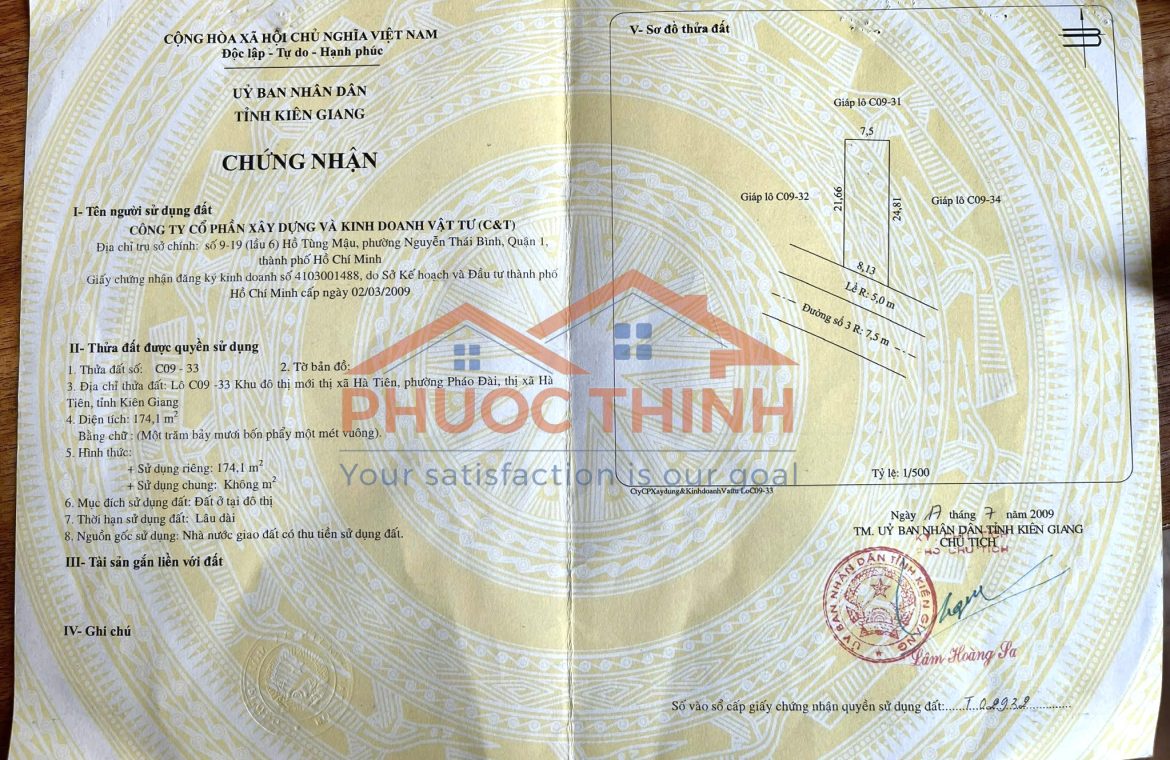 CỘNG HÒA XÃ HỘI CHỦ NGHĨA VIỆT NAM
Độc lập - Tự do - Hạnh phúc
UỶ BAN NHÂN DÂN
TỈNH KIÊN GIANG
CHỨNG NHẬN
I- Tên người sử dụng đất
CÔNG TY CỔ PHẦN XÂY DỰNG VÀ KINH DOANH VẬT TƯ (C&T)
Địa chỉ trụ sở chính: số 9-19 (lầu 6) Hồ Tùng Mậu, phường Nguyễn Thái Bình, Quận 1,
thành phố Hồ Chí Minh
Giấy chứng nhận đăng ký kinh doanh số 4103001488, do Sở Kế hoạch và Đầu tư thành phố
Hồ Chí Minh cấp ngày 02/03/2009
II- Thửa đất được quyền sử dụng
1. Thửa đất số: C09 - 33 2. Tờ bản đồ:
3. Địa chỉ thửa đất: Lô C09 -33 Khu đô thị mới thị xã Hà Tiên, phường Pháo Đài, thị xã Hà
Tiên, tỉnh Kiên Giang
4. Diện tích: 174,1 m2
Bằng chữ : (Một trăm bảy mươi bốn phẩy một mét vuông).
5. Hình thức:
+ Sử dụng riêng: 174,1 m2
+ Sử dụng chung: Không m2
6. Mục đích sử dụng đất: Đất ở tại đô thị
7. Thời hạn sử dụng đất: Lâu dài
8. Nguồn gốc sử dụng: Nhà nước giao đất có thu tiền sử dụng đất.
III- Tài sản gắn liền với đất
IV- Ghi chú
PHUOC THINH
Your satisfaction is our goal
V- Sơ đồ thửa đất
Giáp lô C09-31
7,5
Giáp lô C09-32
21,66
24,81
Giáp lô C09-34
8,13
Lề R: 5,0 m
Đường số 3 R: 7,5 m
Tỷ lệ: 1/500
CtyCPXaydung&KinhdoanhVattu LoC09-33
Ngày 17 tháng 7 năm 2009
TM. UỶ BAN NHÂN DÂN TỈNH KIÊN GIANG
CHỦ TỊCH
ỦY BAN NHÂN DÂN TỈNH KIÊN GIANG
Lâm Hoàng Sa
Số vào sổ cấp giấy chứng nhận quyền sử dụng đất:......T.02932............